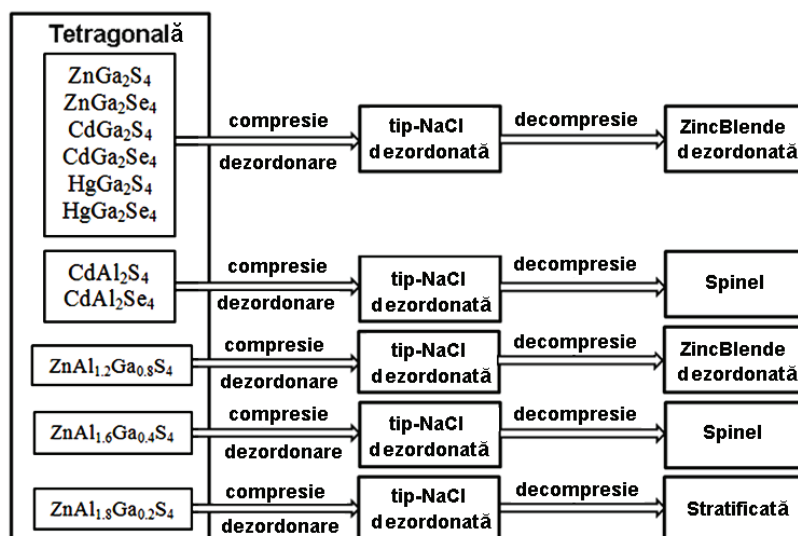 Tetragonală
ZnGa₂S₄
ZnGa₂Se₄
CdGa₂S₄
CdGa₂Se₄
HgGa₂S₄
HgGa₂Se₄
compresie
dezordonare
tip-NaCl
dezordonată
decompresie
ZincBlende
dezordonată
CdAl₂S₄
CdAl₂Se₄
compresie
dezordonare
tip-NaCl
dezordonată
decompresie
Spinel
ZnAl₁.₂Ga₀.₈S₄
compresie
dezordonare
tip-NaCl
dezordonată
decompresie
ZincBlende
dezordonată
ZnAl₁.₆Ga₀.₄S₄
compresie
dezordonare
tip-NaCl
dezordonată
decompresie
Spinel
ZnAl₁.₈Ga₀.₂S₄
compresie
dezordonare
tip-NaCl
dezordonată
decompresie
Stratificată